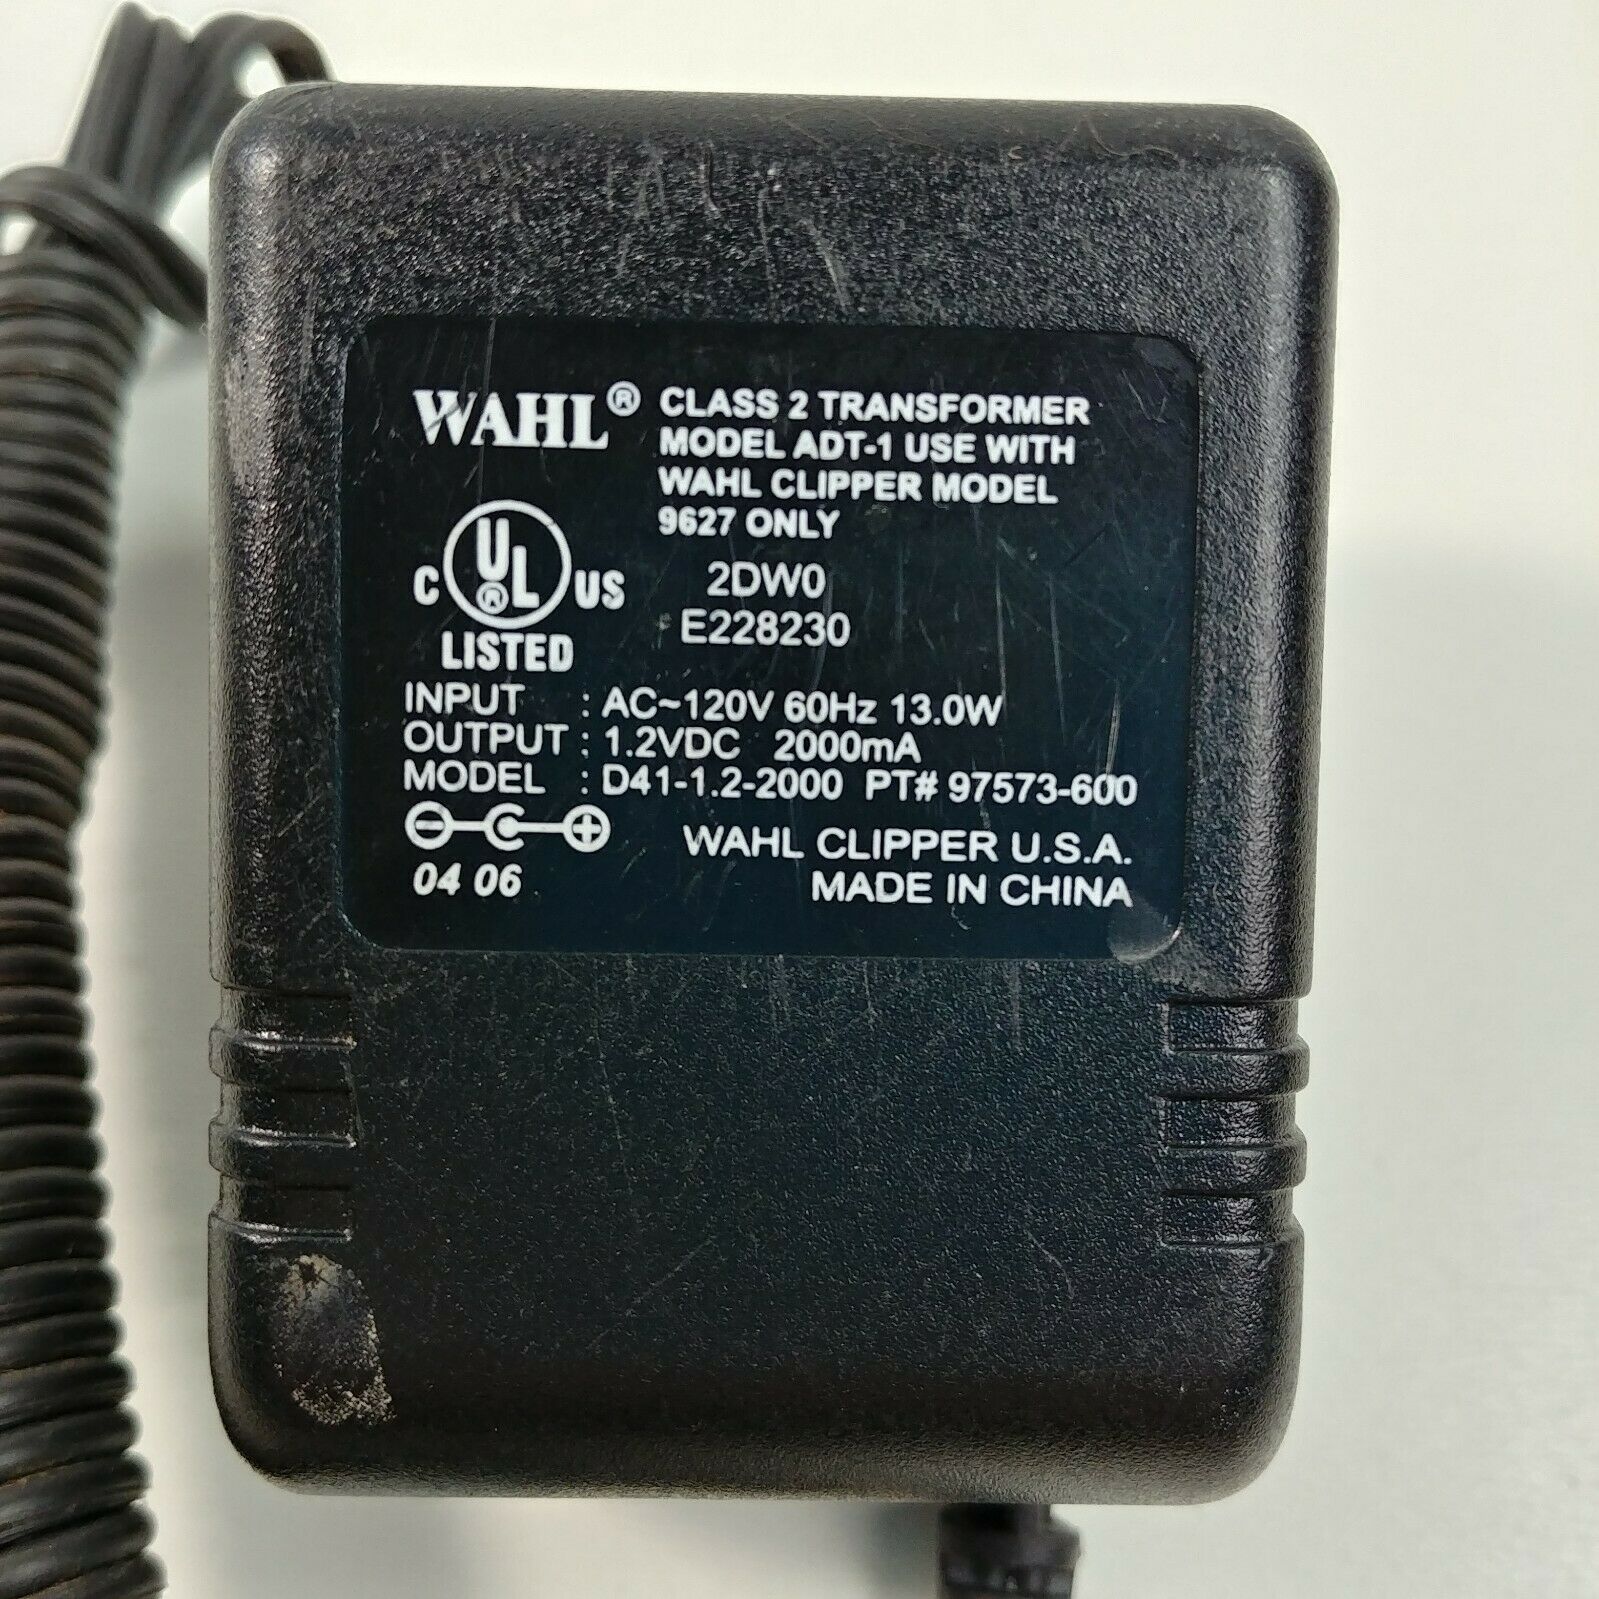 WAHL® CLASS 2 TRANSFORMER
MODEL ADT-1 USE WITH
WAHL CLIPPER MODEL
9627 ONLY
C UL® US
LISTED
2DW0
E228230
INPUT : AC~120V 60Hz 13.0W
OUTPUT : 1.2VDC 2000mA
MODEL : D41-1.2-2000 PT# 97573-600
WAHL CLIPPER U.S.A.
04 06
MADE IN CHINA